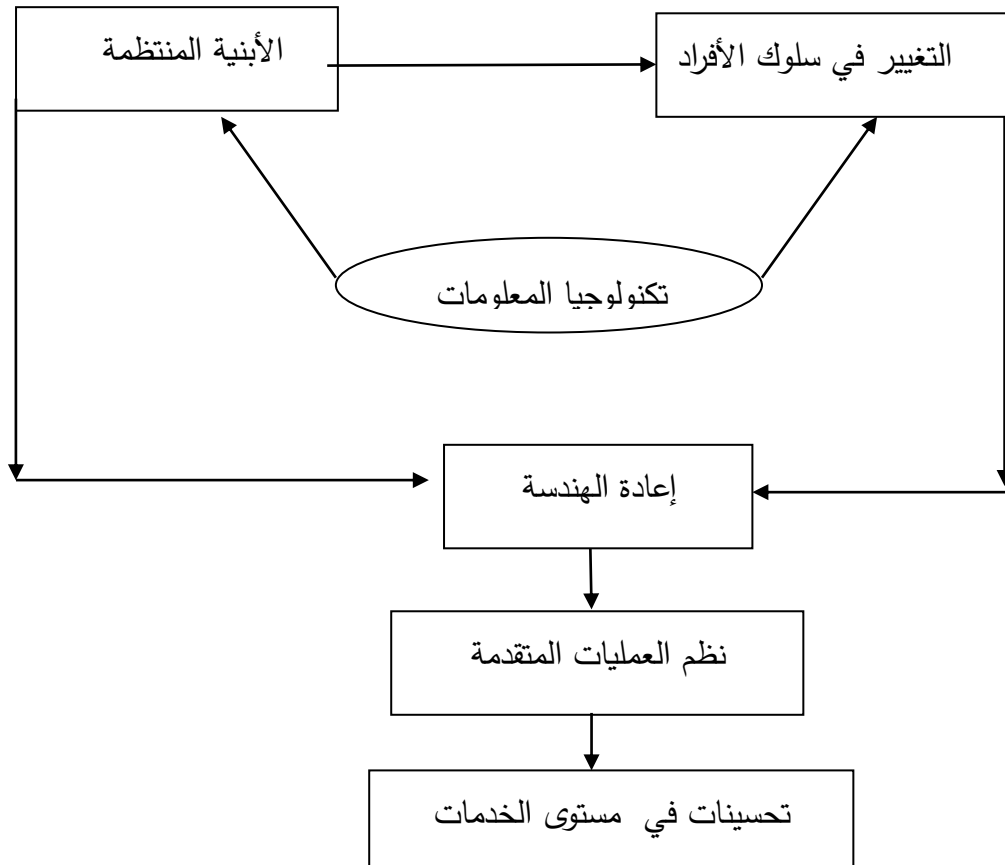 الأبنية المنتظمة
التغيير في سلوك الأفراد
تكنولوجيا المعلومات
إعادة الهندسة
نظم العمليات المتقدمة
تحسينات في مستوى الخدمات